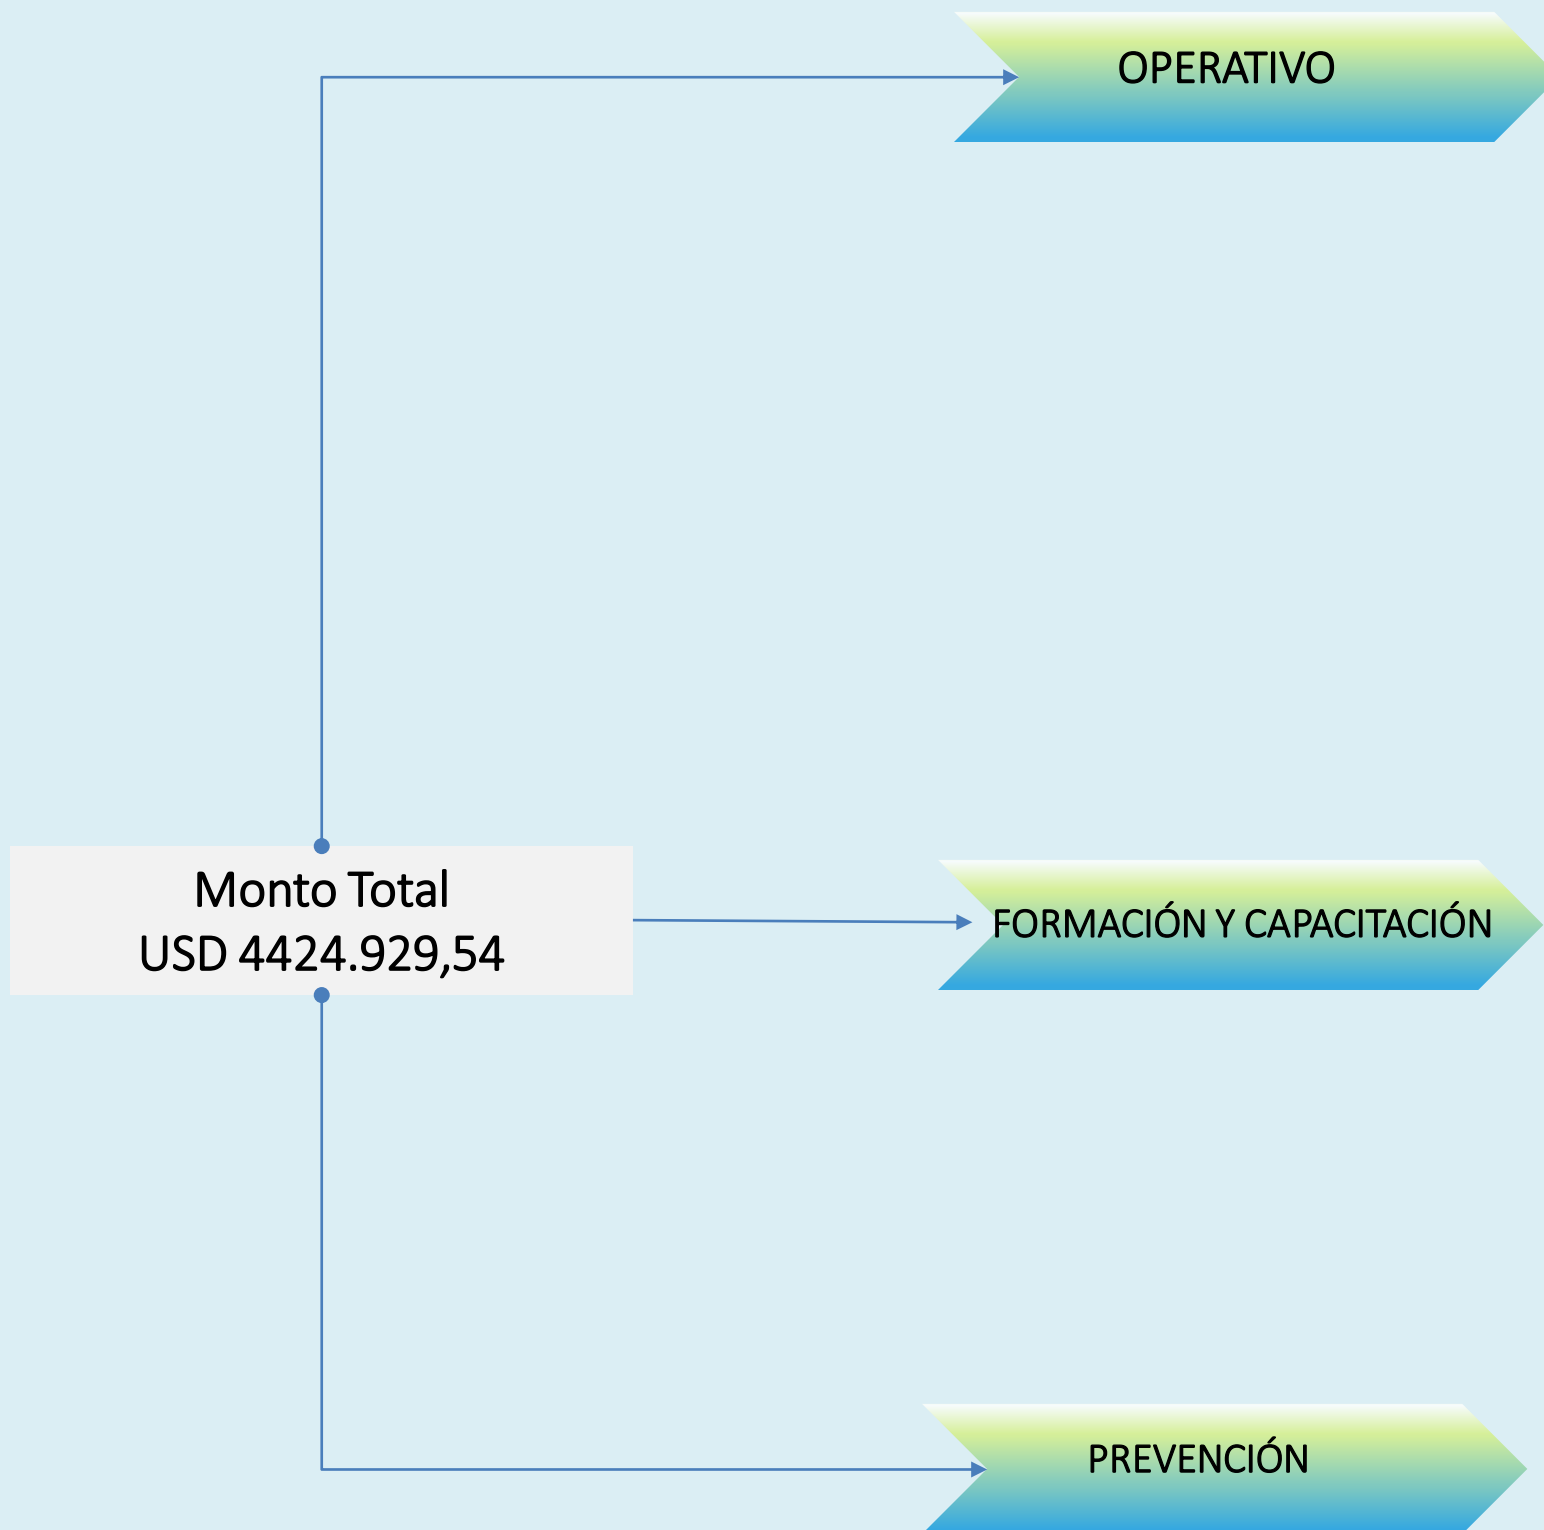 OPERATIVO
Monto Total
USD 4424.929,54
FORMACIÓN Y CAPACITACIÓN
PREVENCIÓN